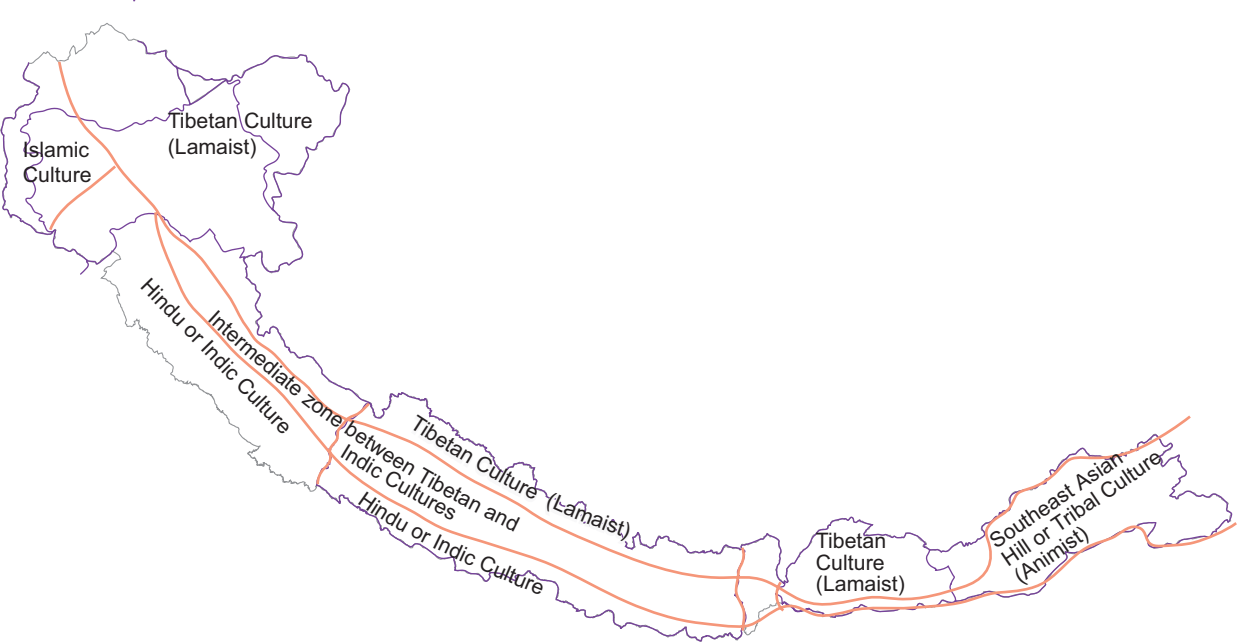 Tibetan Culture
(Lamaist)
Islamic
Culture
Hindu or Indic Culture
Intermediate zone between Tibetan and
Indic Cultures
Tibetan Culture (Lamaist)
Hindu or Indic Culture
Tibetan
Culture
(Lamaist)
Southeast Asian
Hill or Tribal Culture
(Animist)